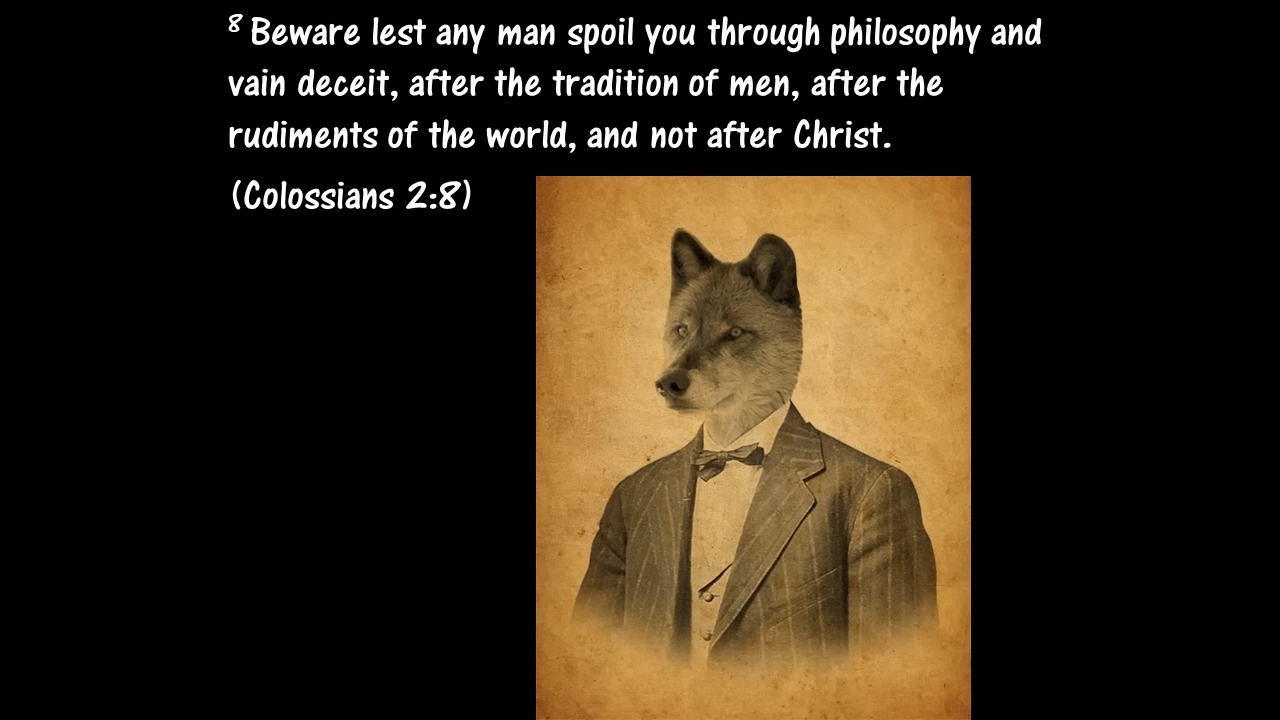 8 Beware lest any man spoil you through philosophy and
vain deceit, after the tradition of men, after the
rudiments of the world, and not after Christ.
(Colossians 2:8)